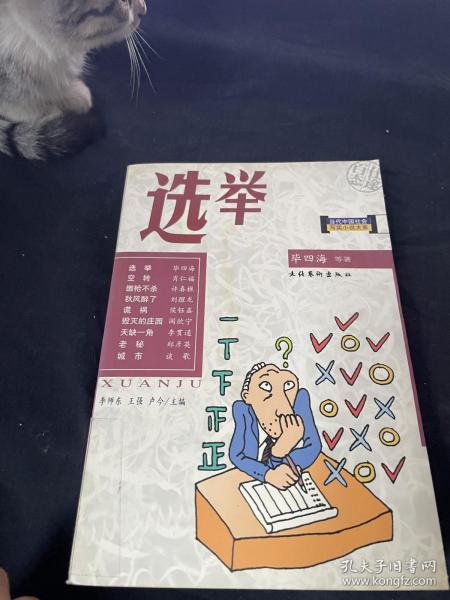 选举
当代中国社会
写实小说大系
毕四海 等著
文化艺术出版社
选举 毕四海
空转 肖仁福
缴枪不杀 许春樵
秋风醉了 刘醒龙
谎祸 侯钰鑫
毁灭的庄园 阎欣宁
天缺一角 李贯通
老秘 郑彦英
城市 谈歌
XUANJU
李师东 王强 卢今/主编
一
丅
下
正
正
?
孔夫子旧书网
www.kongfz.com